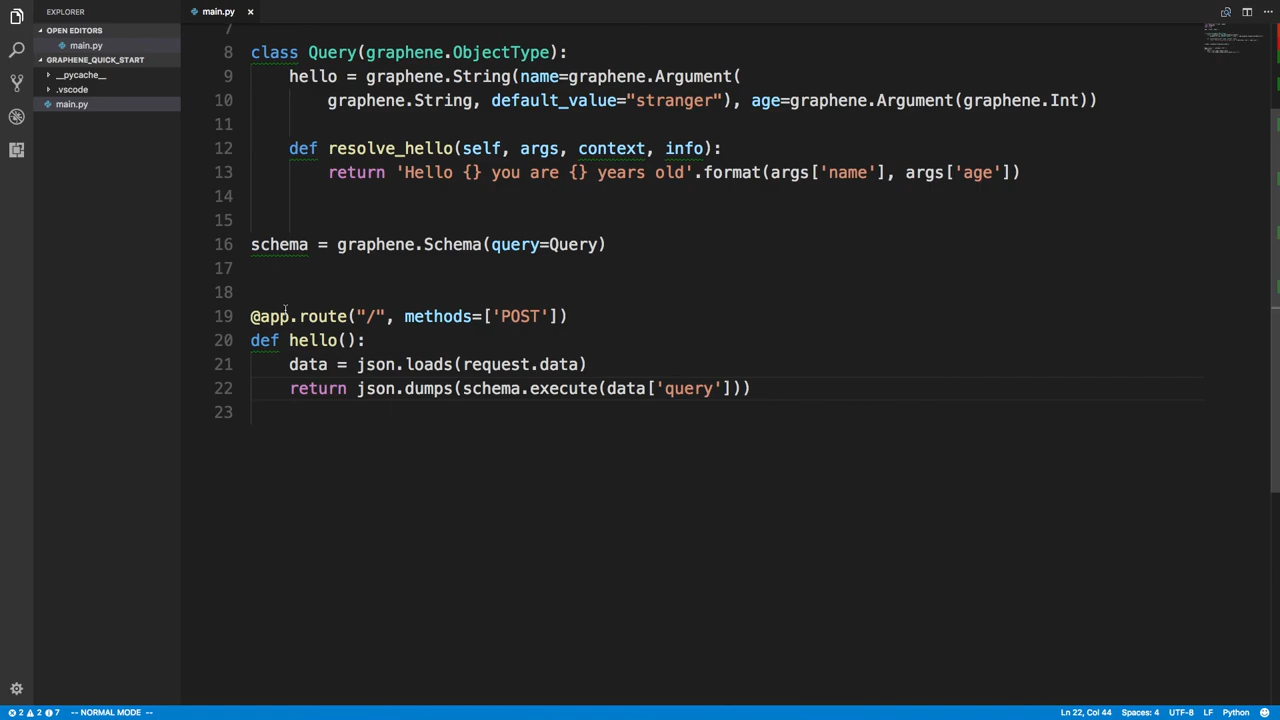 EXPLORER
main.py ×
OPEN EDITORS
main.py
GRAPHENE_QUICK_START
__pycache__
.vscode
main.py
7
8 class Query(graphene.ObjectType):
9 hello = graphene.String(name=graphene.Argument(
10 graphene.String, default_value="stranger"), age=graphene.Argument(graphene.Int))
11
12 def resolve_hello(self, args, context, info):
13 return 'Hello {} you are {} years old'.format(args['name'], args['age'])
14
15
16 schema = graphene.Schema(query=Query)
17
18
19 @app.route("/", methods=['POST'])
20 def hello():
21 data = json.loads(request.data)
22 return json.dumps(schema.execute(data['query']))
23
2 2 7 -- NORMAL MODE -- Ln 22, Col 44 Spaces: 4 UTF-8 LF Python